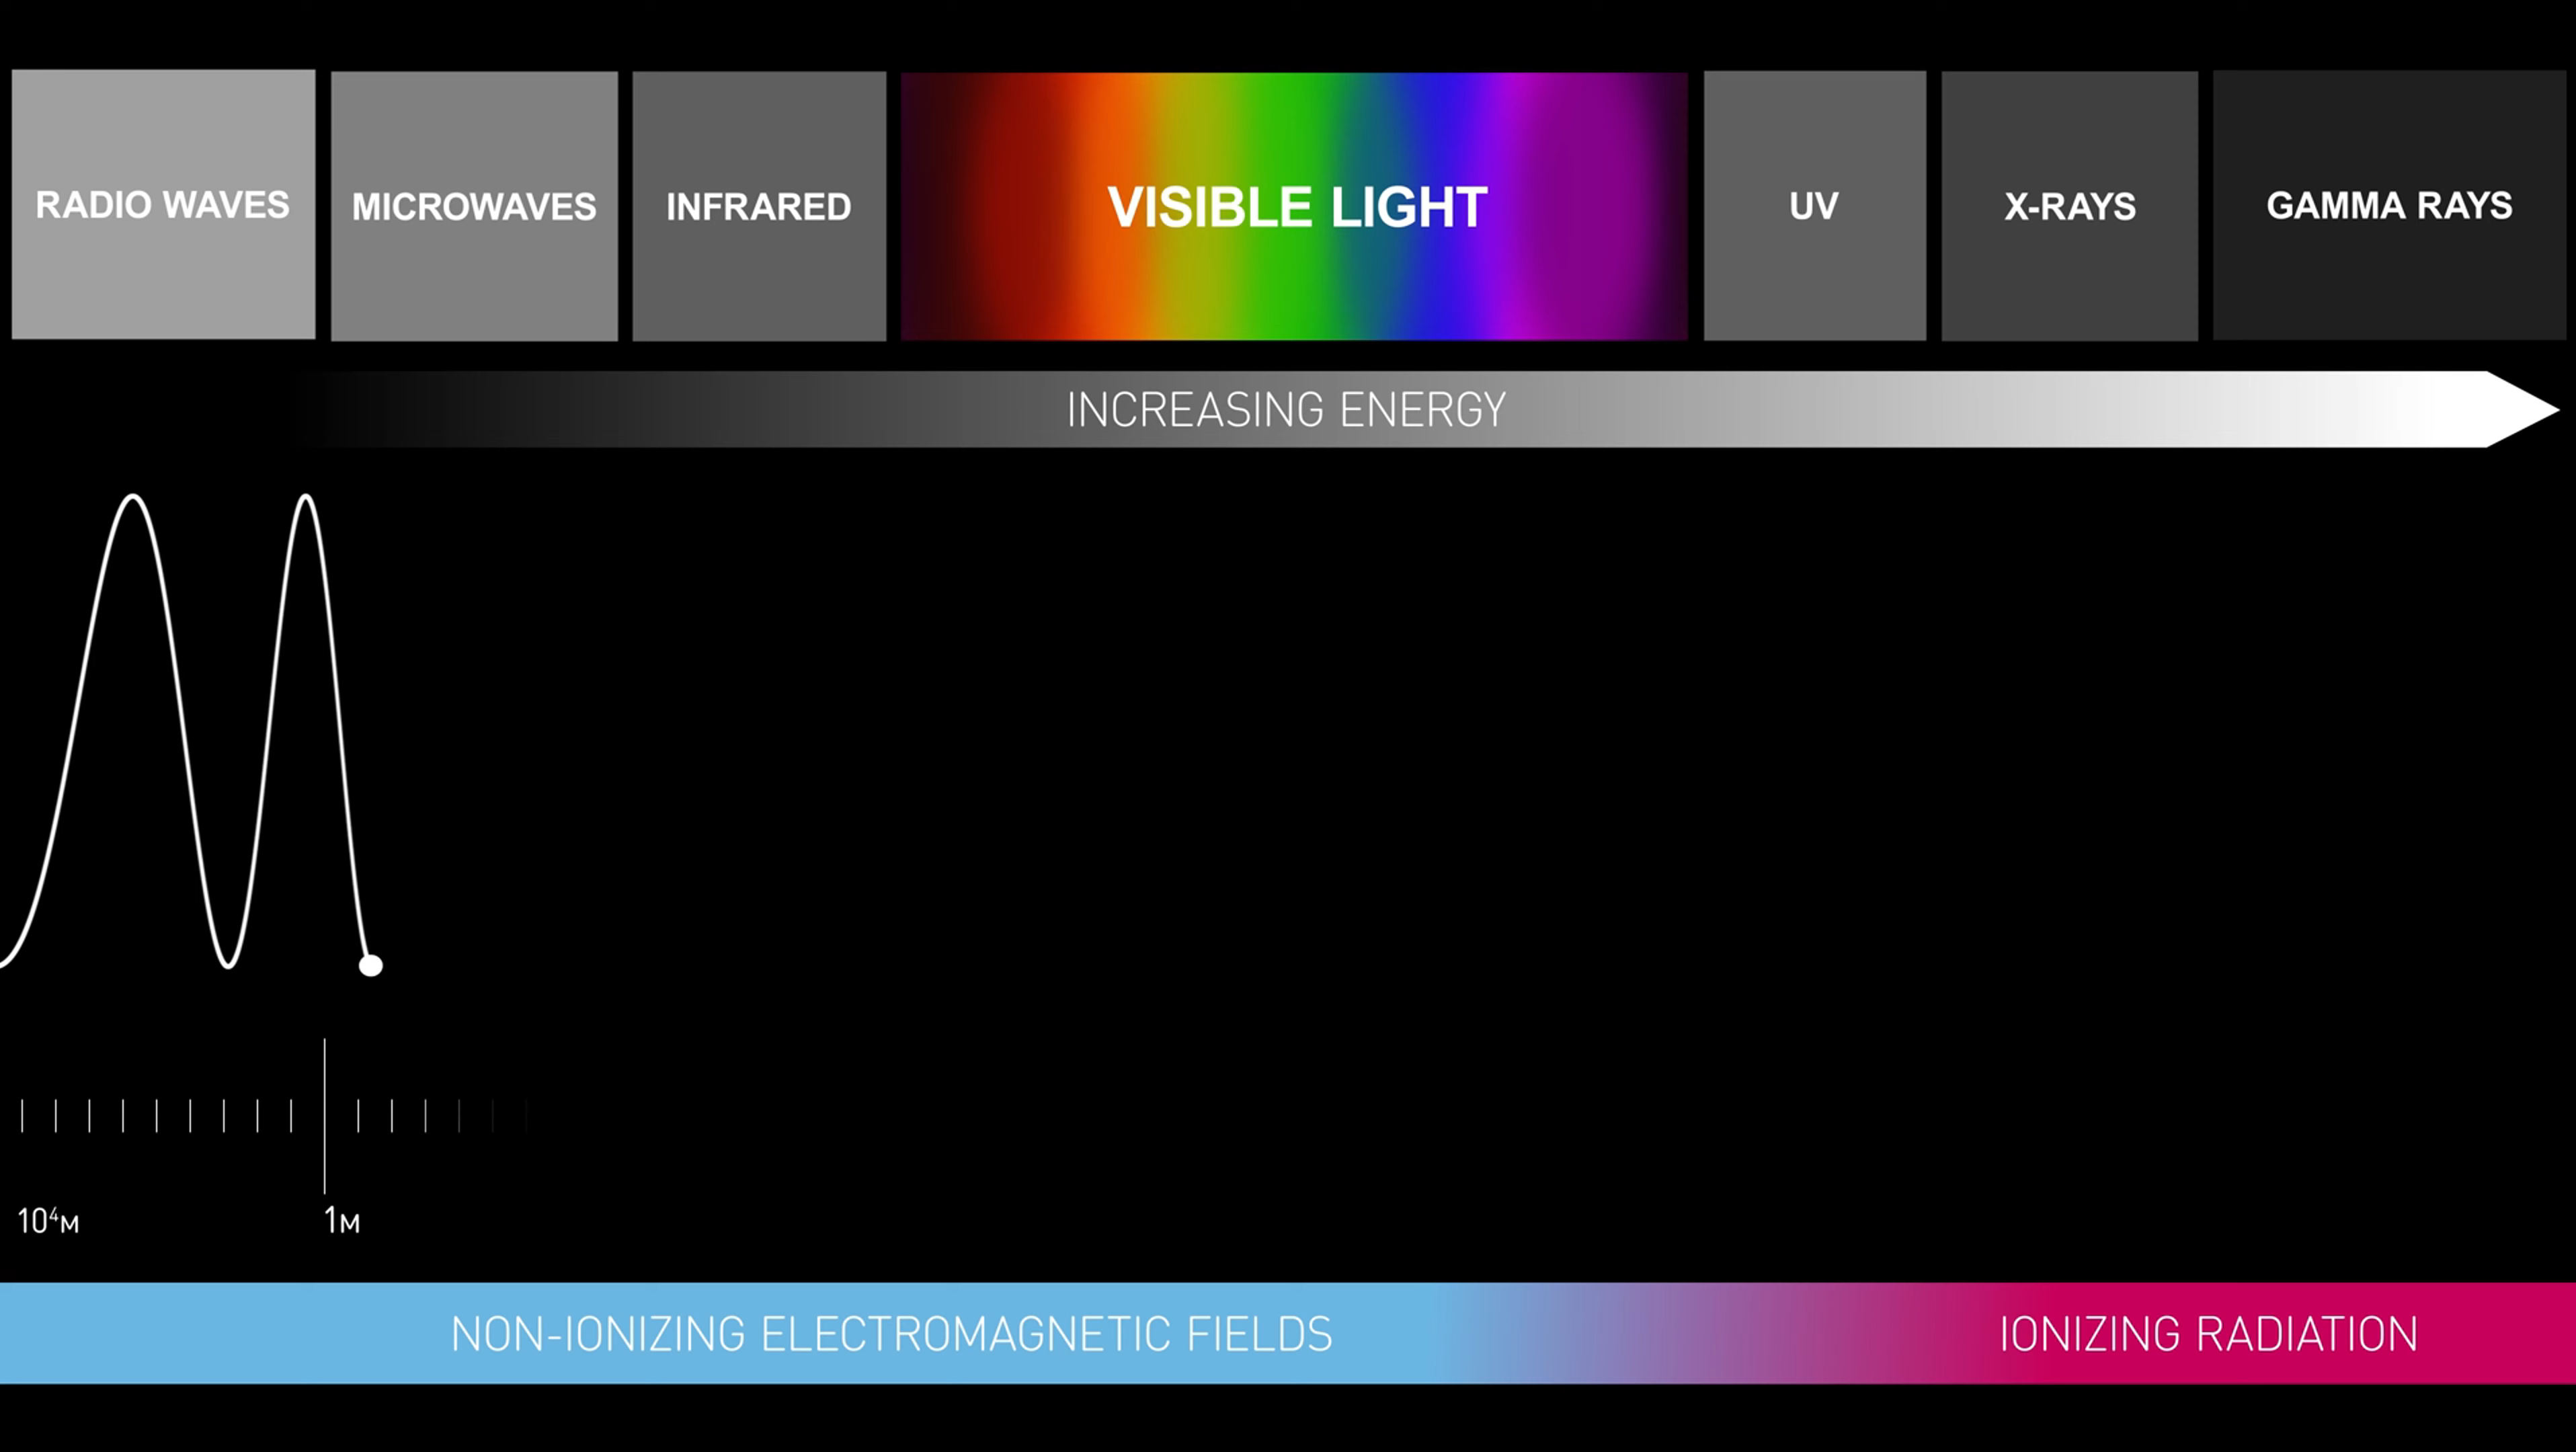 RADIO WAVES
MICROWAVES
INFRARED
VISIBLE LIGHT
UV
X-RAYS
GAMMA RAYS
INCREASING ENERGY
10⁴M
1M
NON-IONIZING ELECTROMAGNETIC FIELDS
IONIZING RADIATION